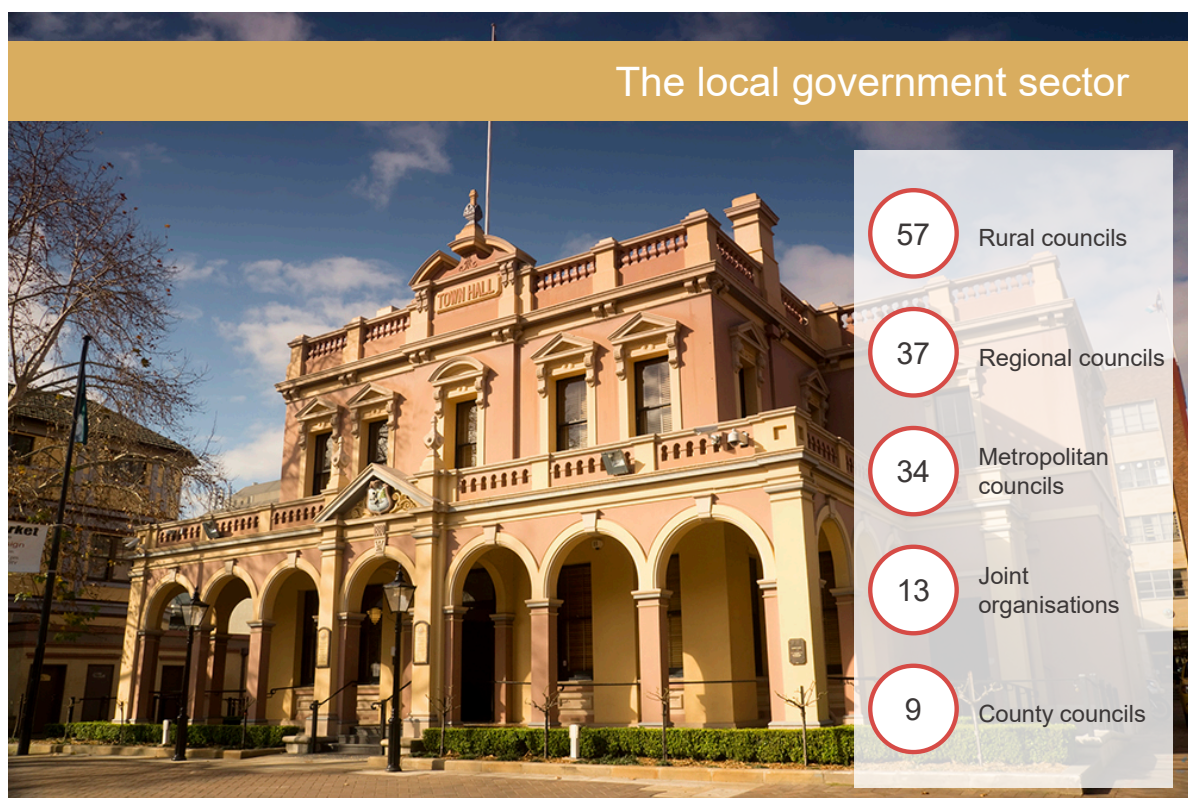 The local government sector
TOWN HALL
57
Rural councils
37
Regional councils
34
Metropolitan
councils
13
Joint
organisations
9
County councils